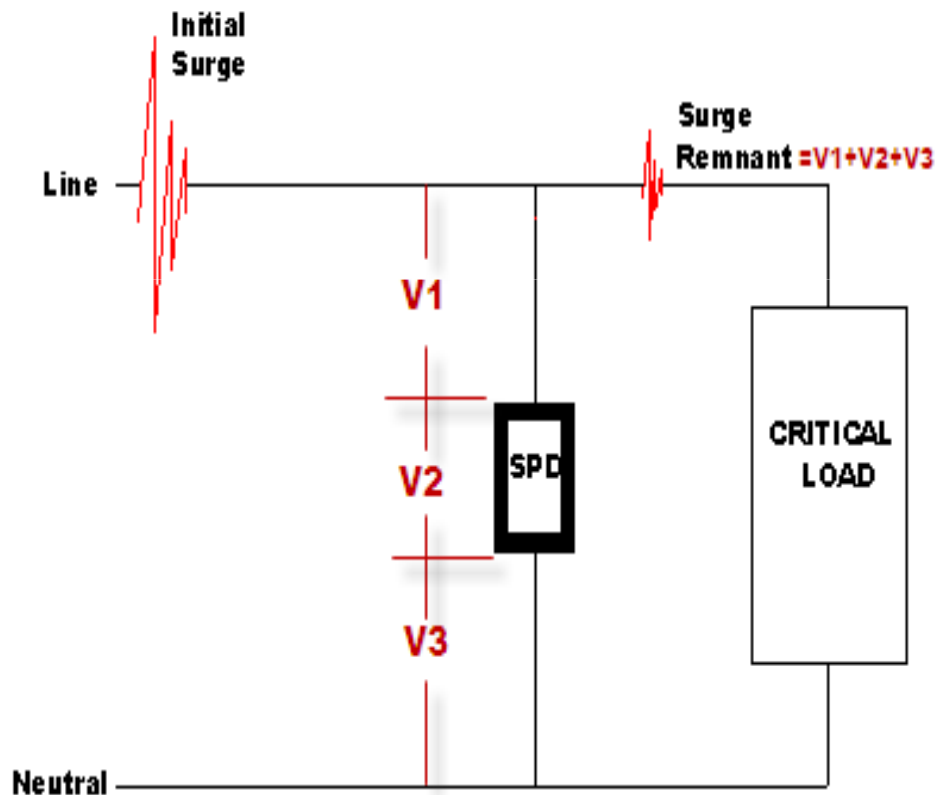 Initial
Surge
Surge
Remnant =V1+V2+V3
Line
V1
V2
SPD
CRITICAL
LOAD
V3
Neutral